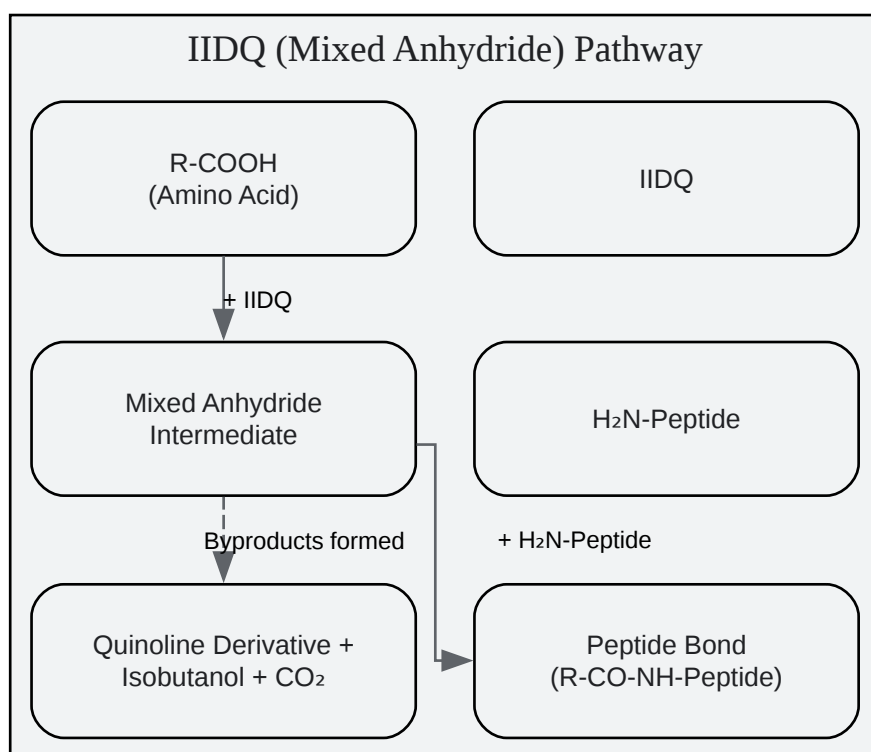 IIDQ (Mixed Anhydride) Pathway
R-COOH
(Amino Acid)
IIDQ
+ IIDQ
Mixed Anhydride
Intermediate
H₂N-Peptide
Byproducts formed
+ H₂N-Peptide
Quinoline Derivative +
Isobutanol + CO₂
Peptide Bond
(R-CO-NH-Peptide)